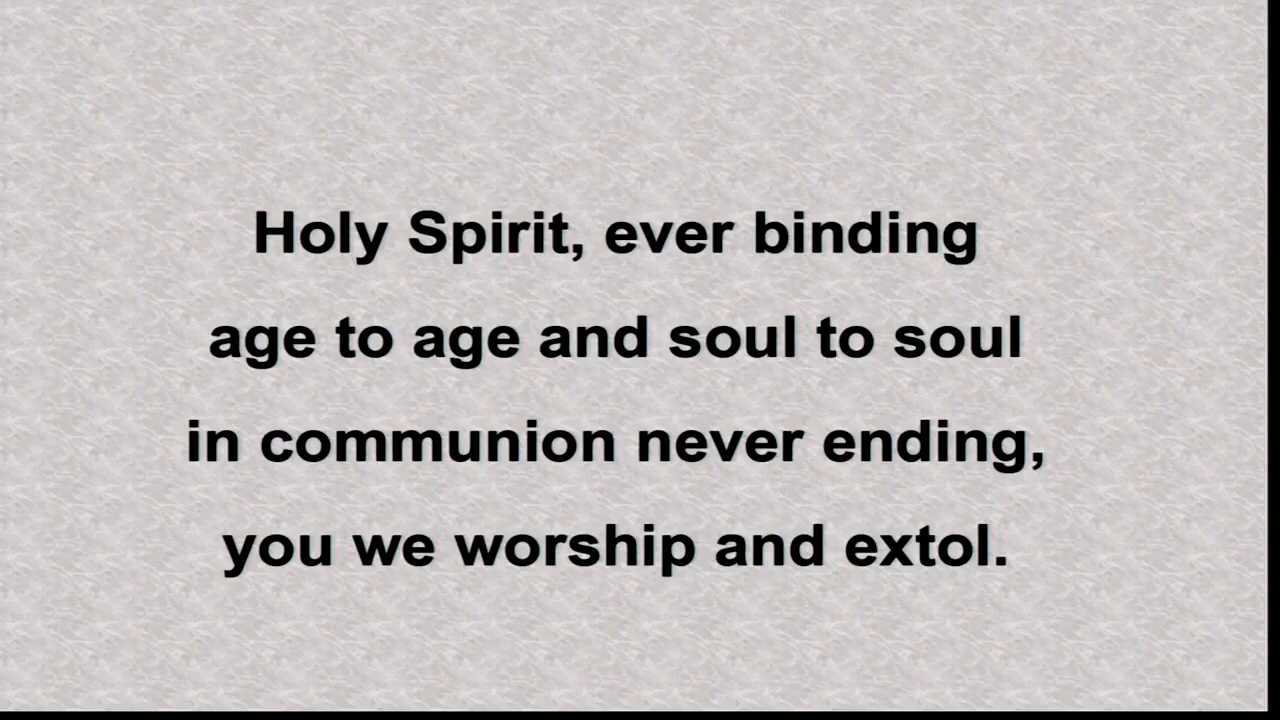 Holy Spirit, ever binding
age to age and soul to soul
in communion never ending,
you we worship and extol.